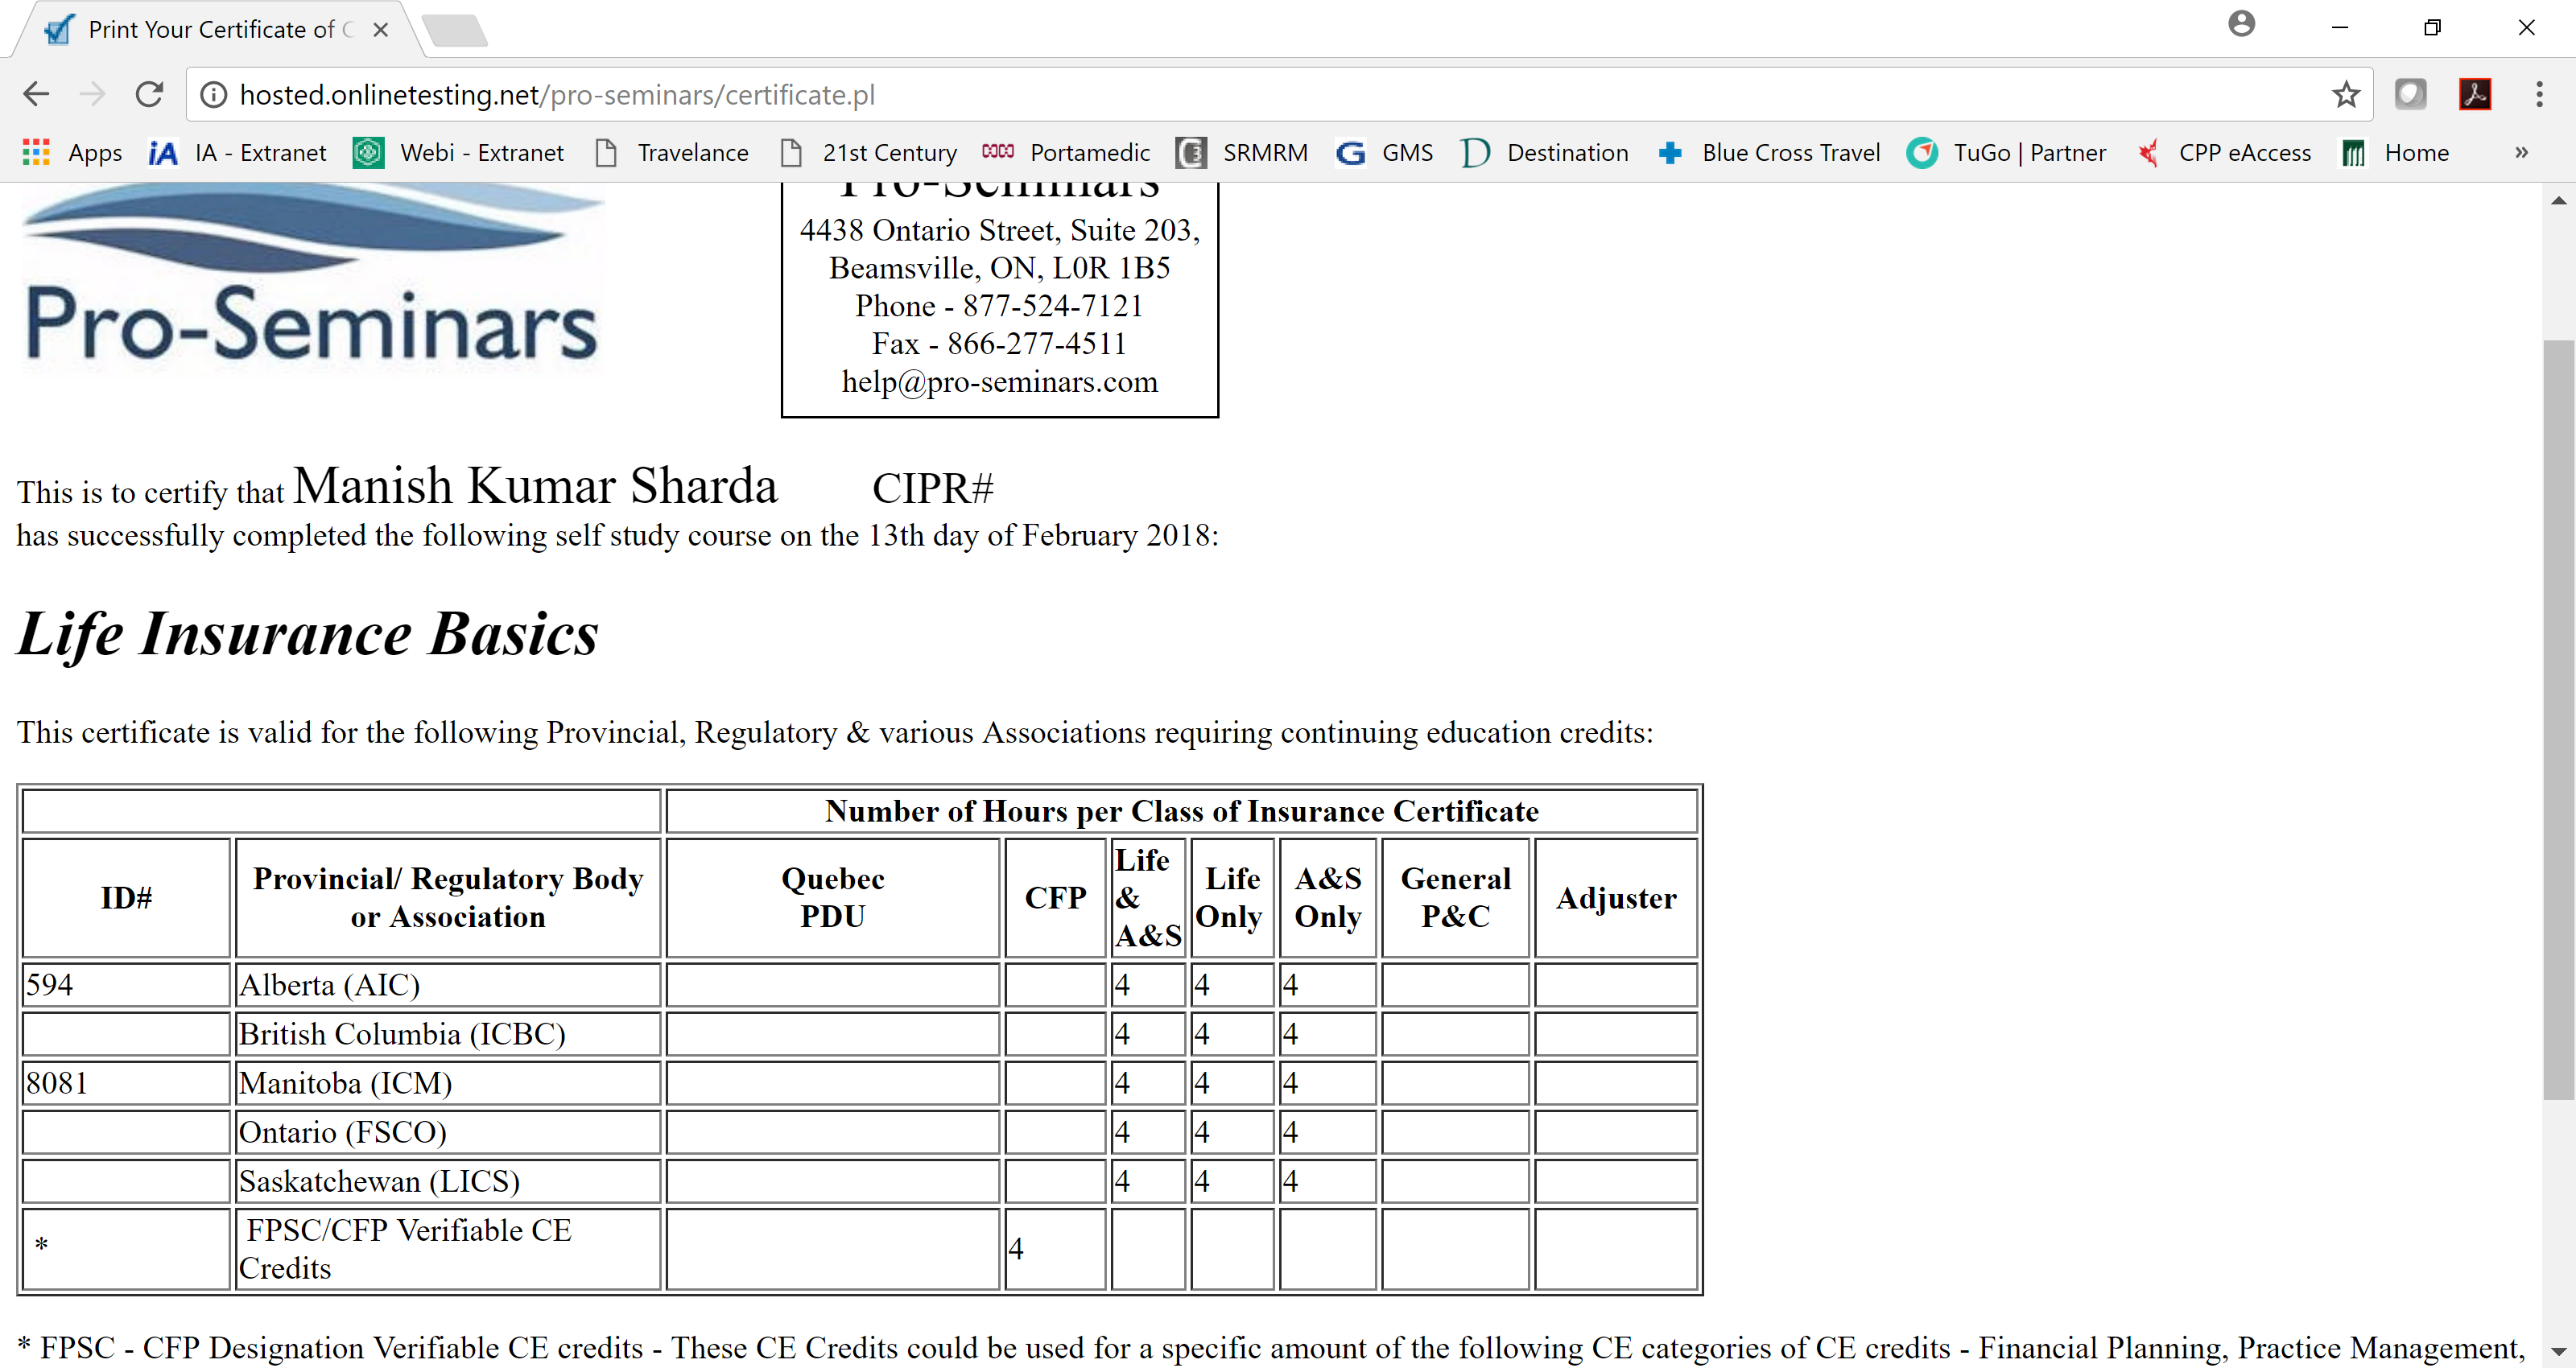 Print Your Certificate of C
hosted.onlinetesting.net/pro-seminars/certificate.pl
Apps iA IA - Extranet Webi - Extranet Travelance 21st Century Portamedic SRMRM G GMS D Destination Blue Cross Travel TuGo | Partner CPP eAccess Home »
Pro-Seminars
Pro-Seminars
4438 Ontario Street, Suite 203,
Beamsville, ON, L0R 1B5
Phone - 877-524-7121
Fax - 866-277-4511
help@pro-seminars.com
This is to certify that Manish Kumar Sharda CIPR#
has successfully completed the following self study course on the 13th day of February 2018:
Life Insurance Basics
This certificate is valid for the following Provincial, Regulatory & various Associations requiring continuing education credits:
Number of Hours per Class of Insurance Certificate
ID# Provincial/ Regulatory Body or Association Quebec PDU CFP Life & A&S Life Only A&S Only General P&C Adjuster
594 Alberta (AIC) 4 4 4
British Columbia (ICBC) 4 4 4
8081 Manitoba (ICM) 4 4 4
Ontario (FSCO) 4 4 4
Saskatchewan (LICS) 4 4 4
* FPSC/CFP Verifiable CE Credits 4
* FPSC - CFP Designation Verifiable CE credits - These CE Credits could be used for a specific amount of the following CE categories of CE credits - Financial Planning, Practice Management,